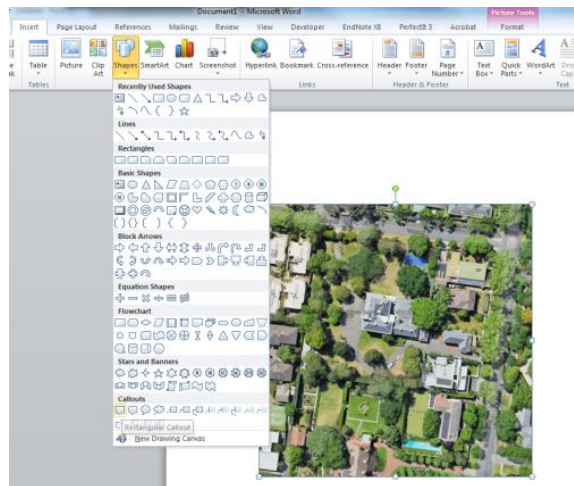 Document1 - Microsoft Word
Picture Tools
Insert Page Layout References Mailings Review View Developer EndNote X8 PerfectIt 3 Acrobat Format
Table Picture Clip Art Shapes SmartArt Chart Screenshot Hyperlink Bookmark Cross-reference Header Footer Page Number Text Box Quick Parts WordArt
Tables Links Header & Footer Text
Recently Used Shapes
Lines
Rectangles
Basic Shapes
Block Arrows
Equation Shapes
Flowchart
Stars and Banners
Callouts
Rectangular Callout
New Drawing Canvas